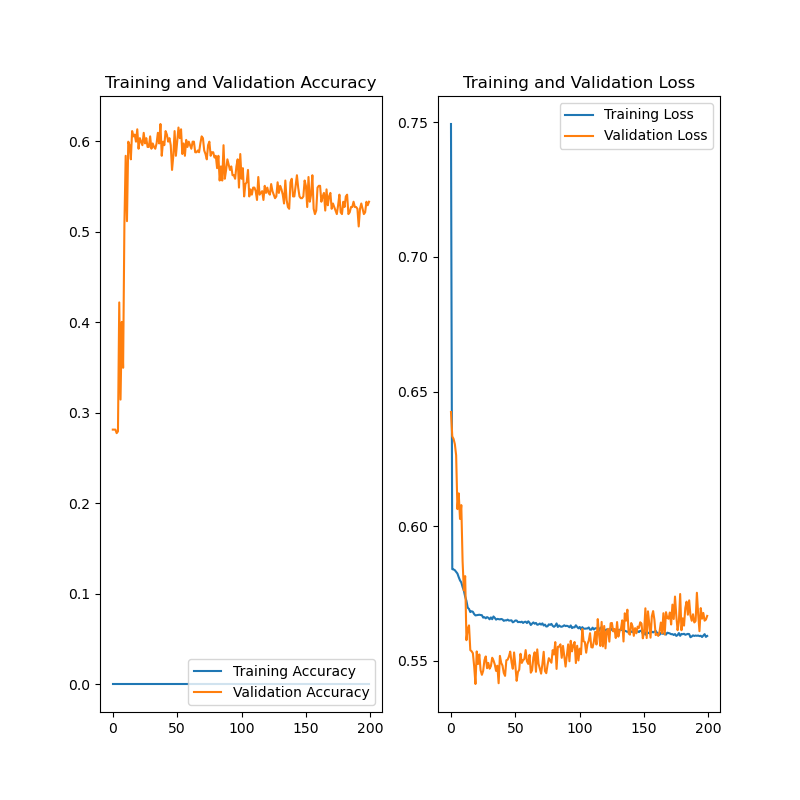 Training and Validation Accuracy
0.6
0.5
0.4
0.3
0.2
0.1
0.0
0 50 100 150 200
Training Accuracy
Validation Accuracy
Training and Validation Loss
0.75
0.70
0.65
0.60
0.55
0 50 100 150 200
Training Loss
Validation Loss